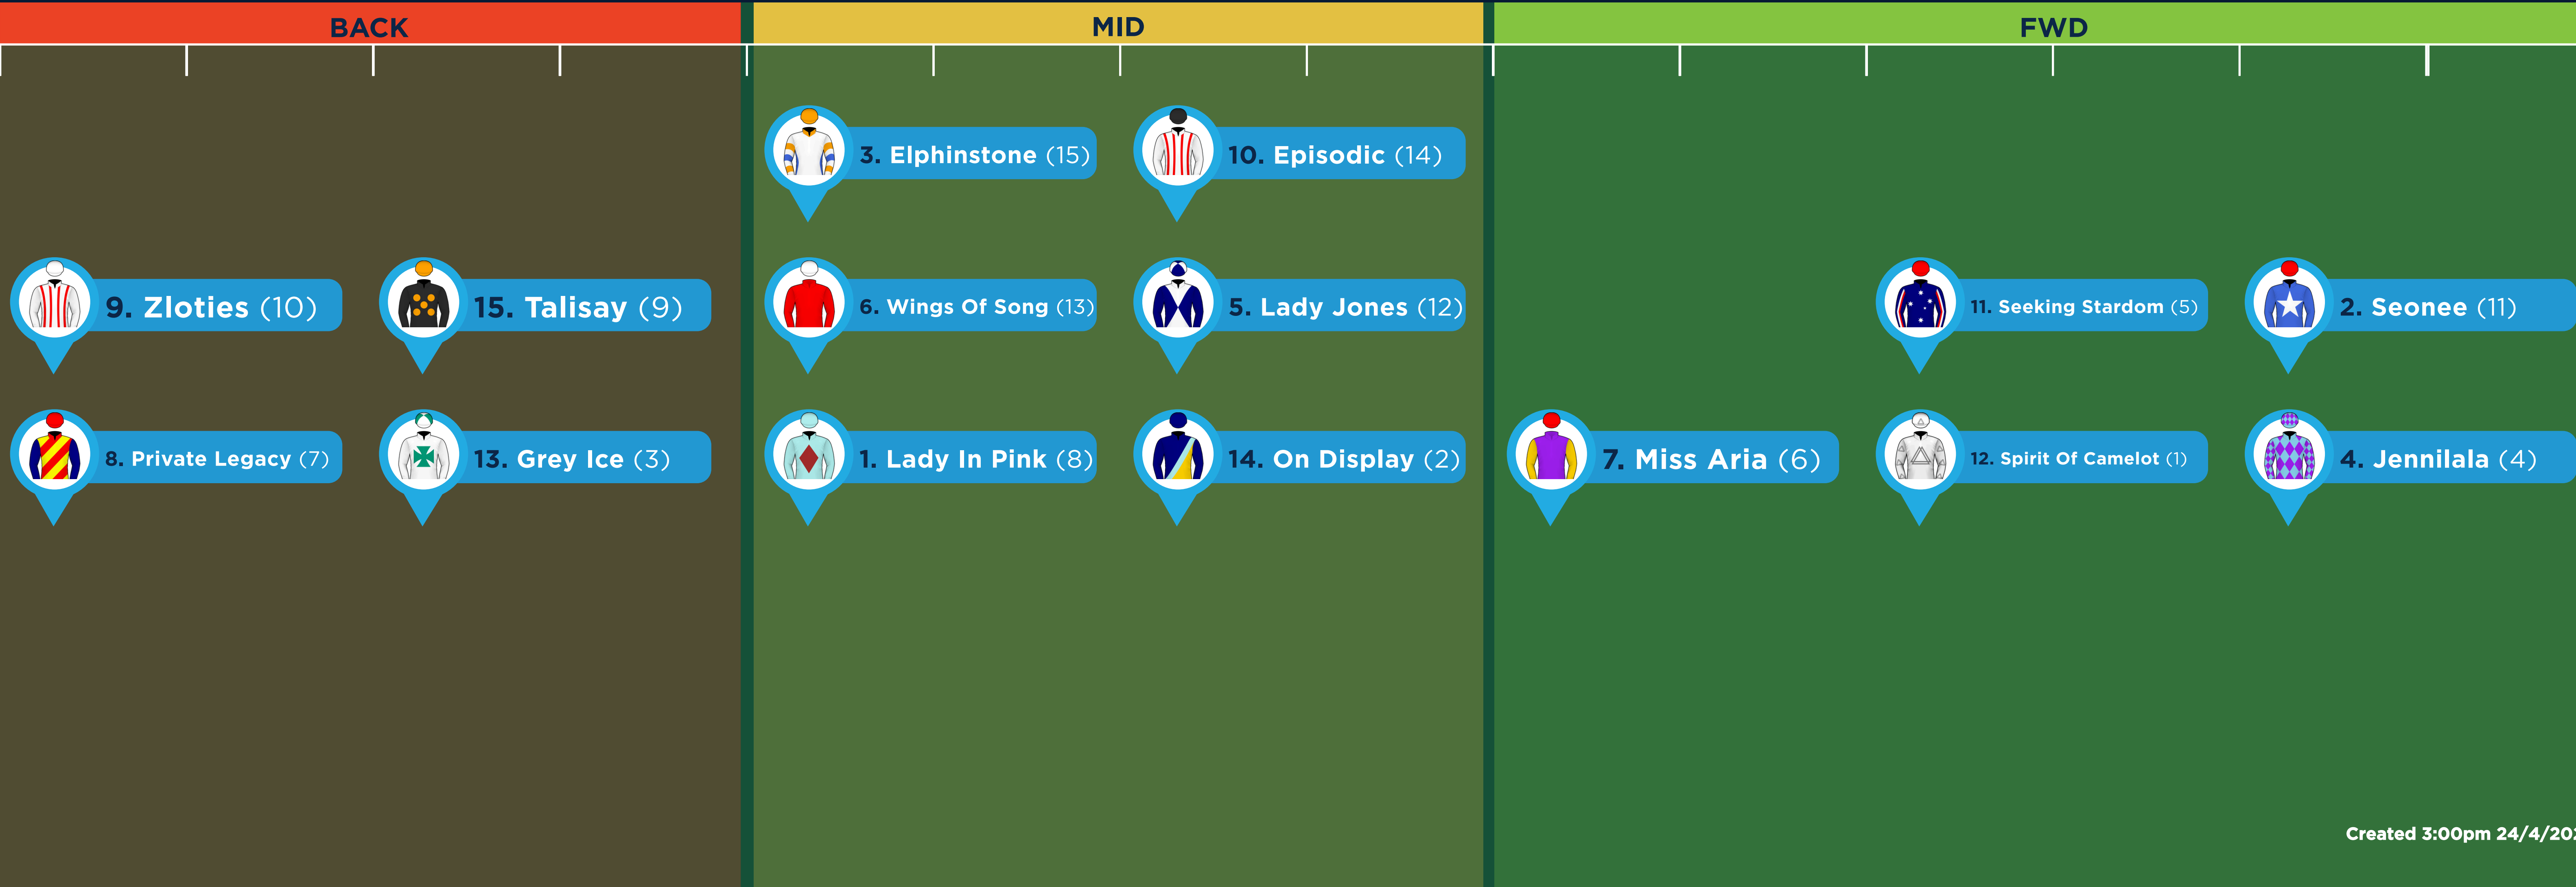 BACK MID FWD
3. Elphinstone (15) 10. Episodic (14)
9. Zloties (10) 15. Talisay (9) 6. Wings Of Song (13) 5. Lady Jones (12) 11. Seeking Stardom (5) 2. Seonee (11)
8. Private Legacy (7) 13. Grey Ice (3) 1. Lady In Pink (8) 14. On Display (2) 7. Miss Aria (6) 12. Spirit Of Camelot (1) 4. Jennilala (4)
Created 3:00pm